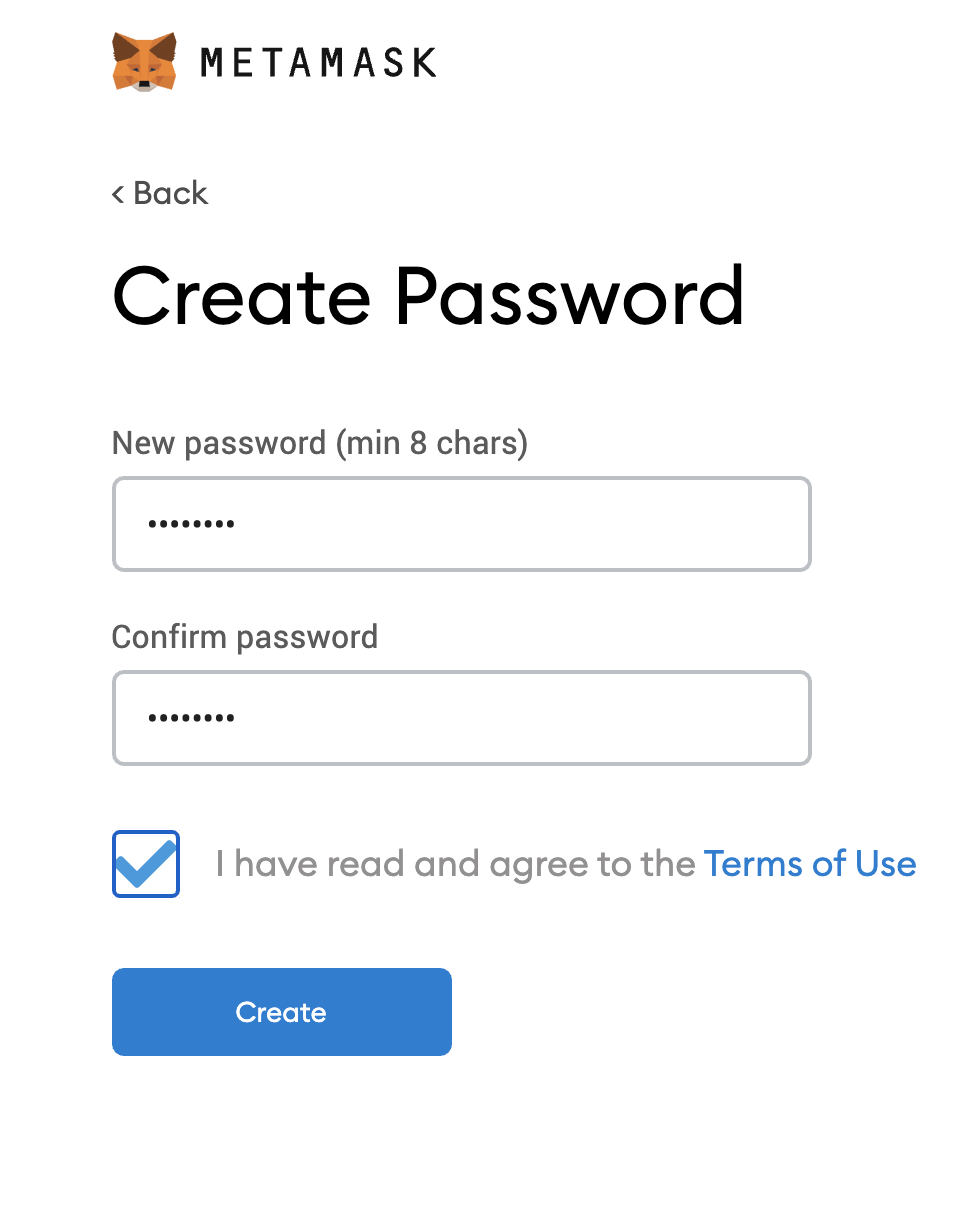 METAMASK
< Back
Create Password
New password (min 8 chars)
••••••••
Confirm password
••••••••
I have read and agree to the Terms of Use
Create